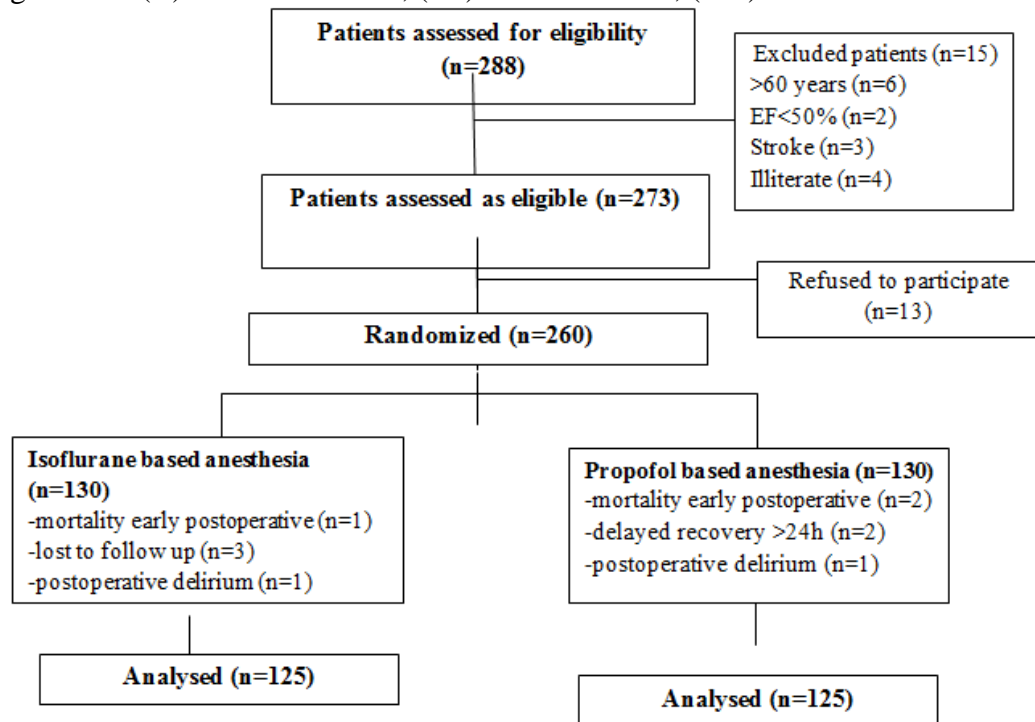 Patients assessed for eligibility
(n=288)
Excluded patients (n=15)
>60 years (n=6)
EF<50% (n=2)
Stroke (n=3)
Illiterate (n=4)
Patients assessed as eligible (n=273)
Refused to participate
(n=13)
Randomized (n=260)
Isoflurane based anesthesia
(n=130)
-mortality early postoperative (n=1)
-lost to follow up (n=3)
-postoperative delirium (n=1)
Propofol based anesthesia (n=130)
-mortality early postoperative (n=2)
-delayed recovery >24h (n=2)
-postoperative delirium (n=1)
Analysed (n=125)
Analysed (n=125)